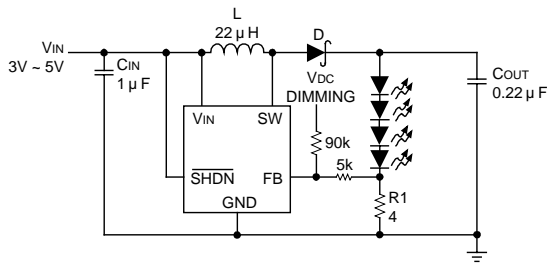 L
22 μH
D
VIN
3V ~ 5V
CIN
1 μF
VDC
DIMMING
COUT
0.22 μF
VIN
SW
90k
SHDN
FB
5k
GND
R1
4